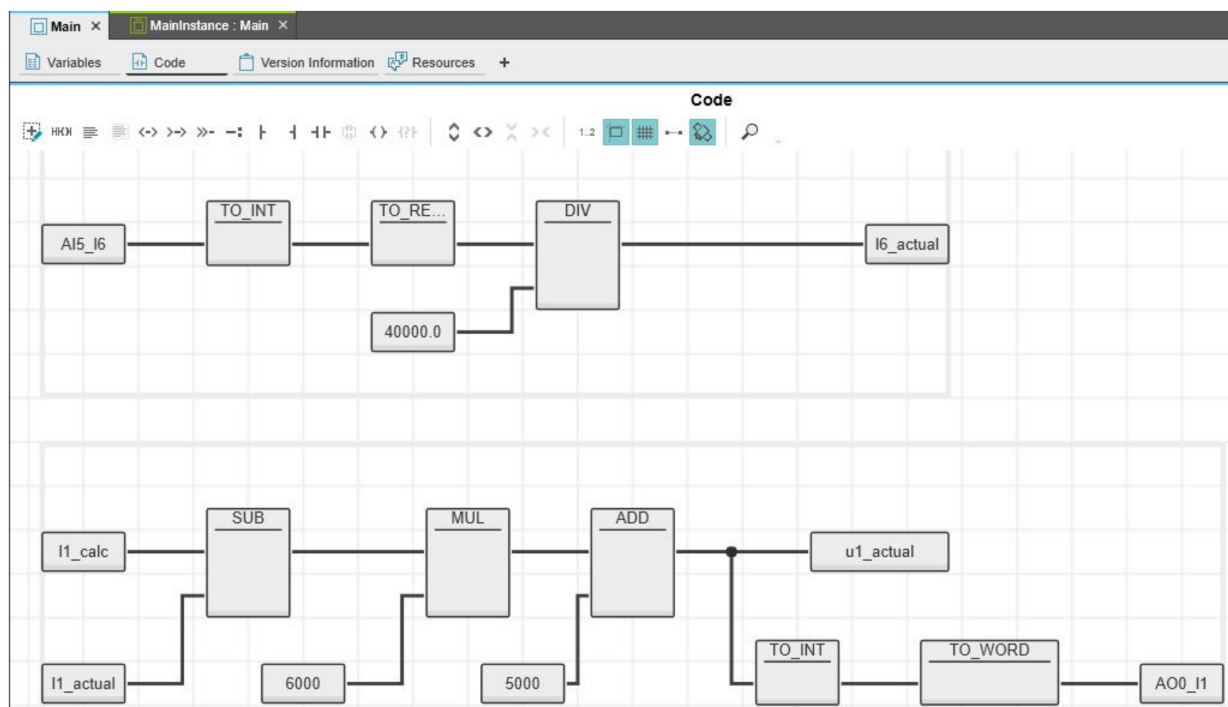 Main × MainInstance : Main ×
Variables Code Version Information Resources +
Code
1..2
TO_INT TO_RE... DIV
AI5_I6 I6_actual
40000.0
SUB MUL ADD
I1_calc u1_actual
TO_INT TO_WORD
I1_actual 6000 5000 AO0_I1